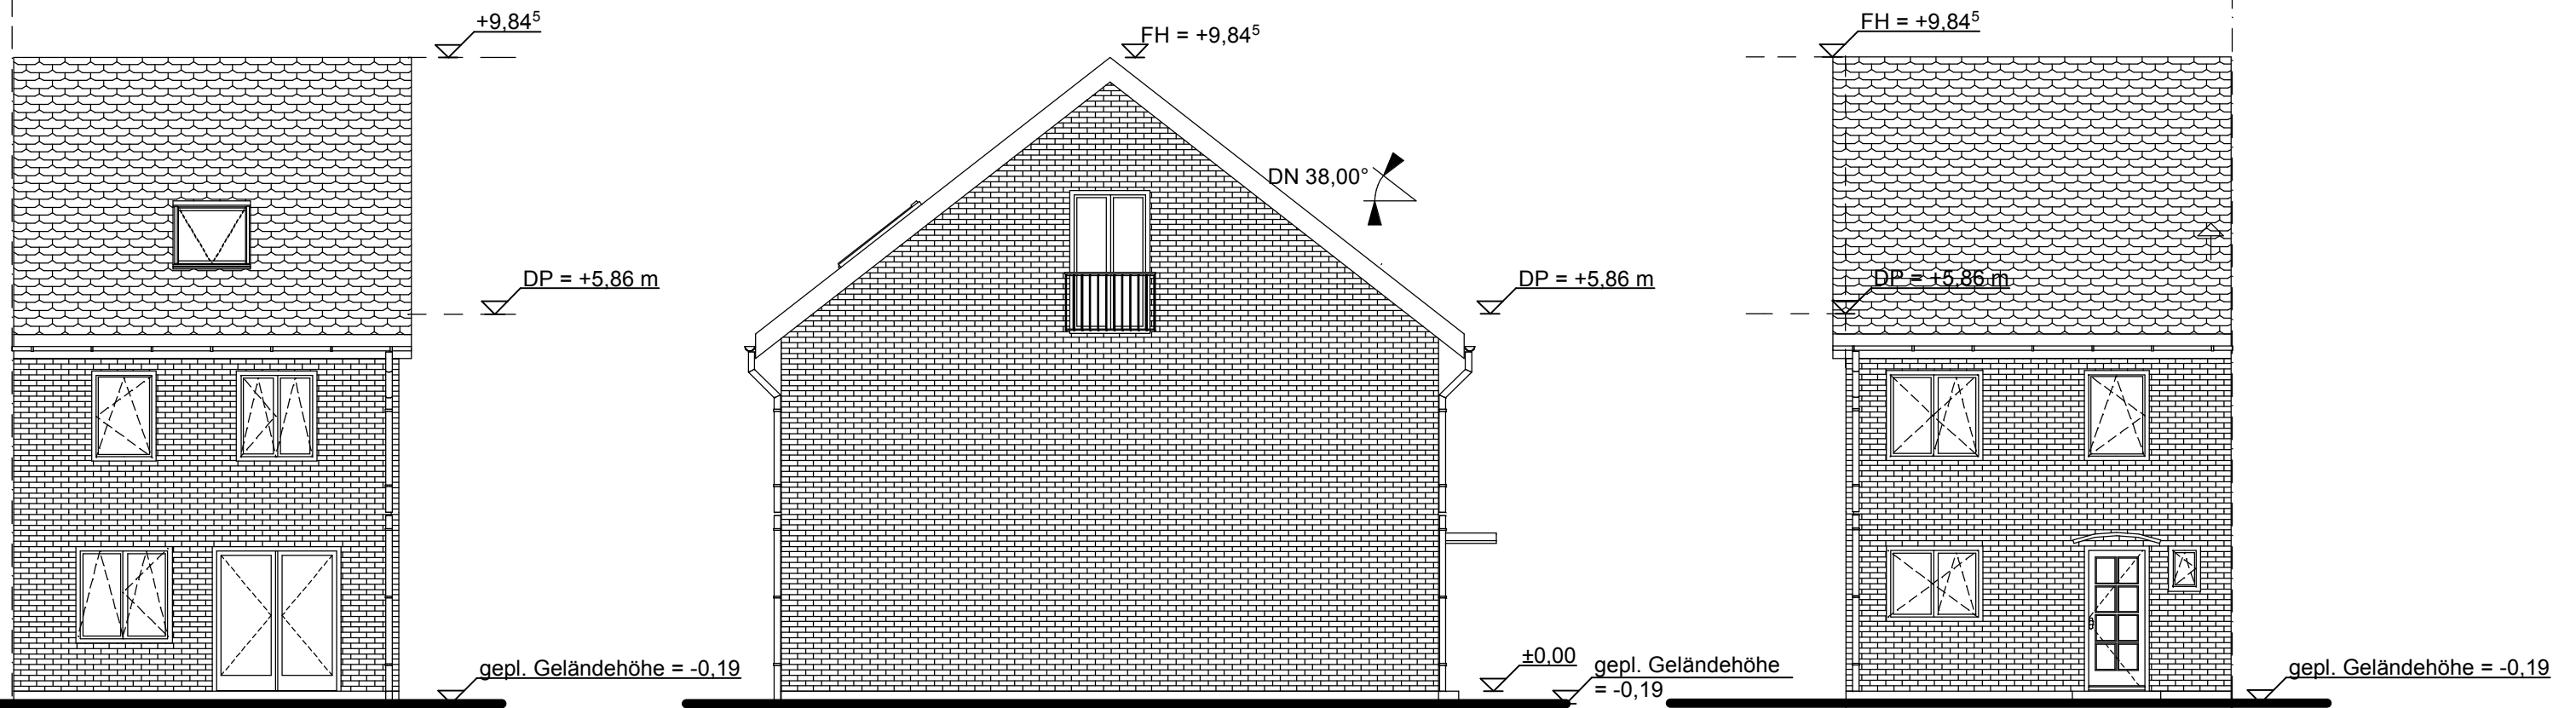 +9,84⁵
DP = +5,86 m
gepl. Geländehöhe = -0,19
FH = +9,84⁵
DN 38,00°
DP = +5,86 m
±0,00
gepl. Geländehöhe
= -0,19
FH = +9,84⁵
DP = +5,86 m
gepl. Geländehöhe = -0,19